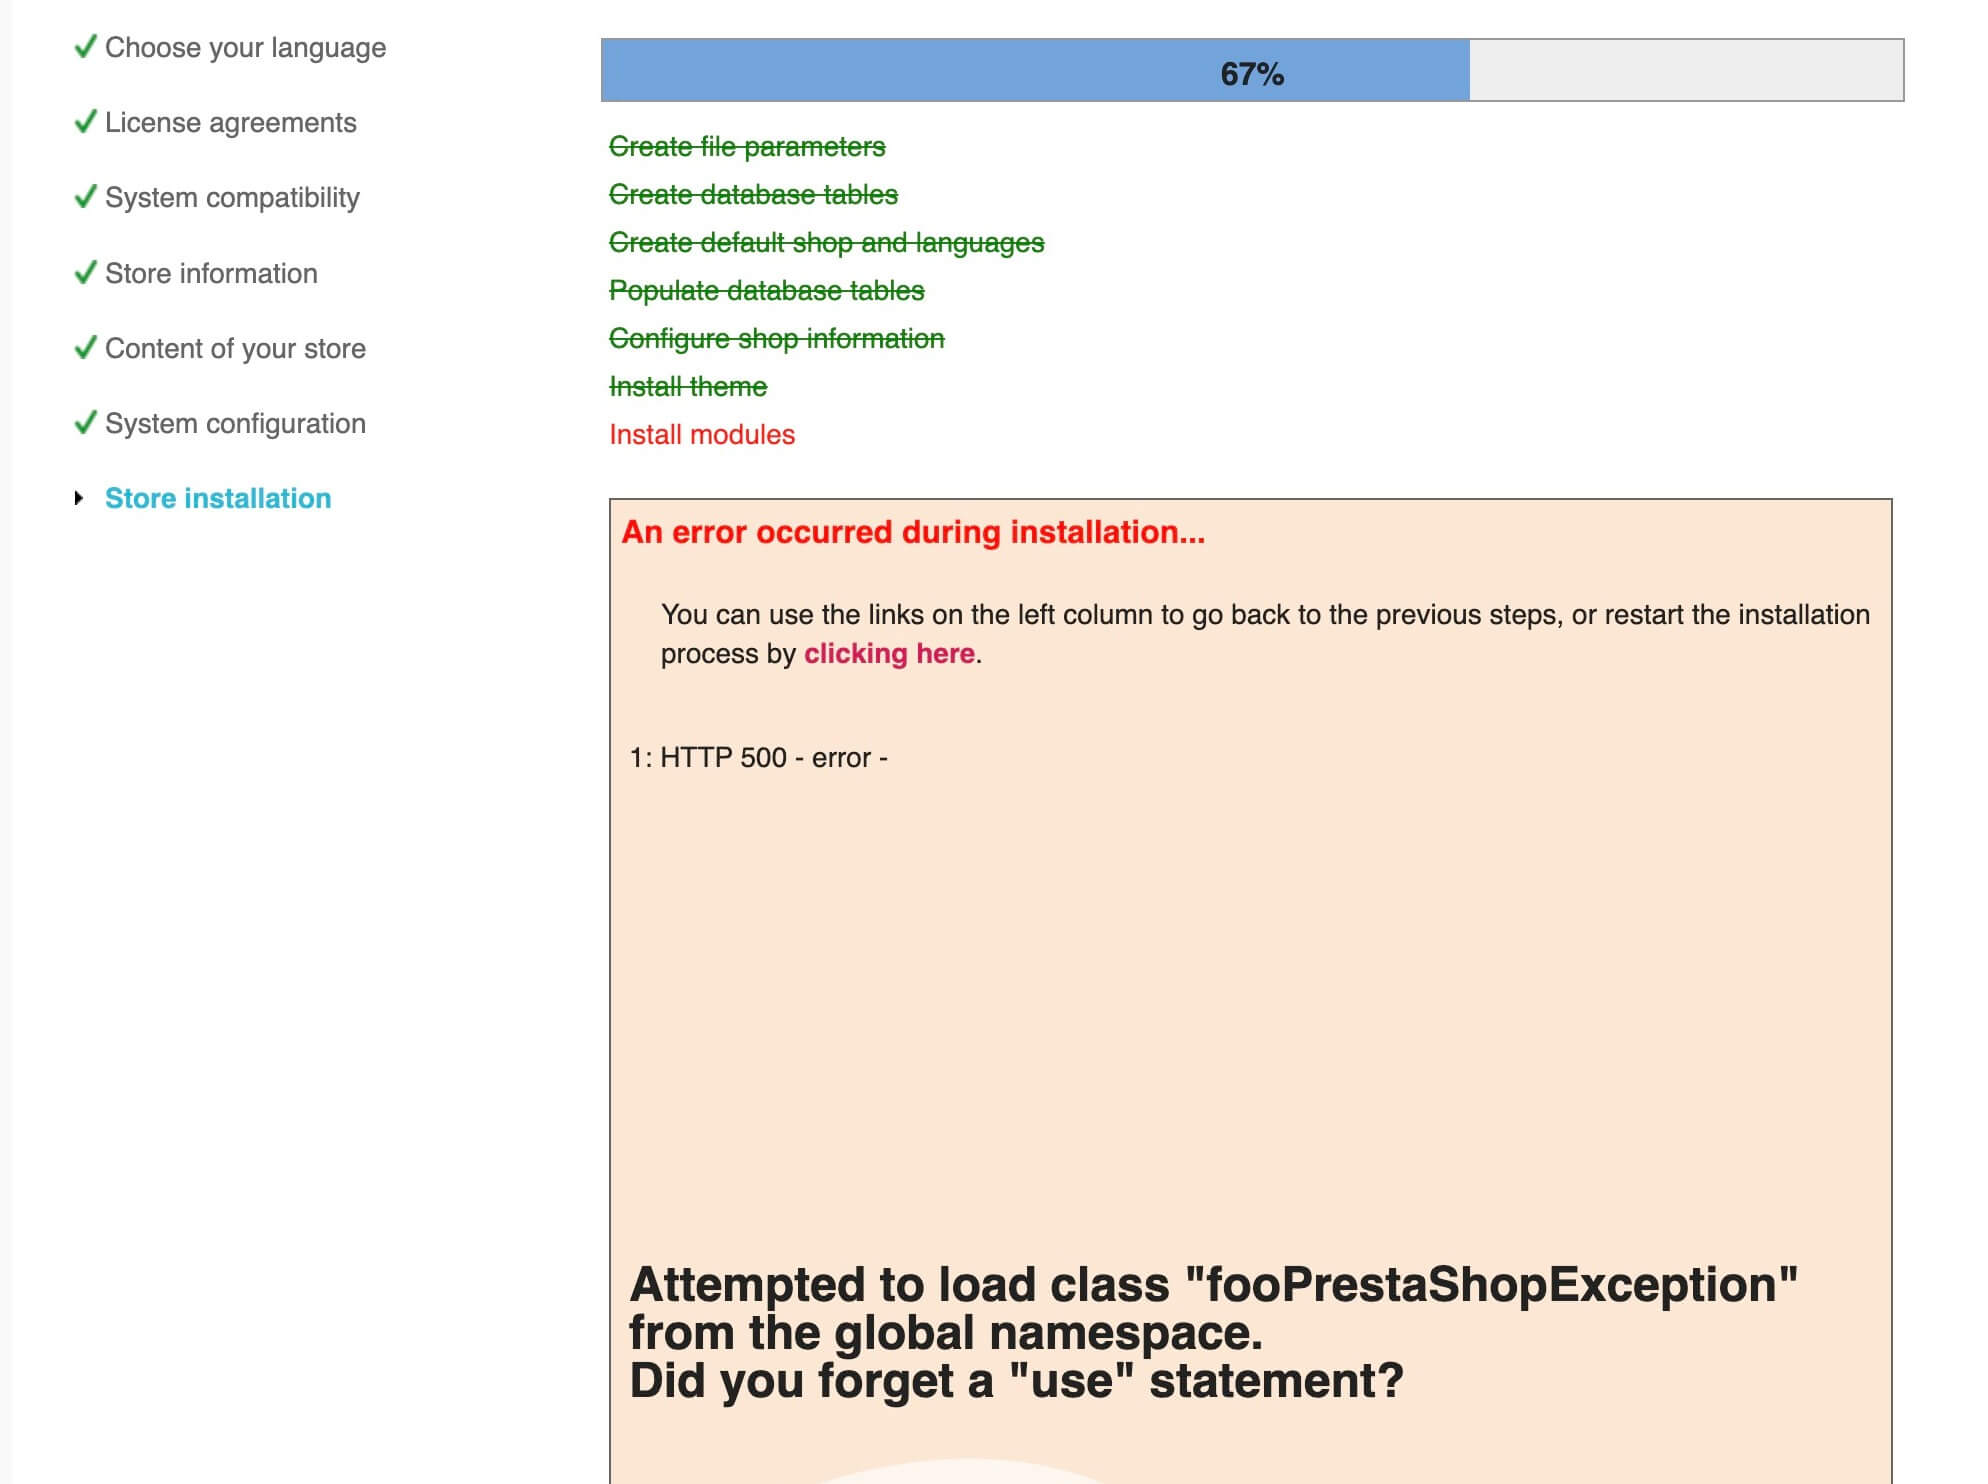 Choose your language
License agreements
System compatibility
Store information
Content of your store
System configuration
Store installation
67%
Create file parameters
Create database tables
Create default shop and languages
Populate database tables
Configure shop information
Install theme
Install modules
An error occurred during installation...
You can use the links on the left column to go back to the previous steps, or restart the installation
process by clicking here.
1: HTTP 500 - error -
Attempted to load class "fooPrestaShopException"
from the global namespace.
Did you forget a "use" statement?